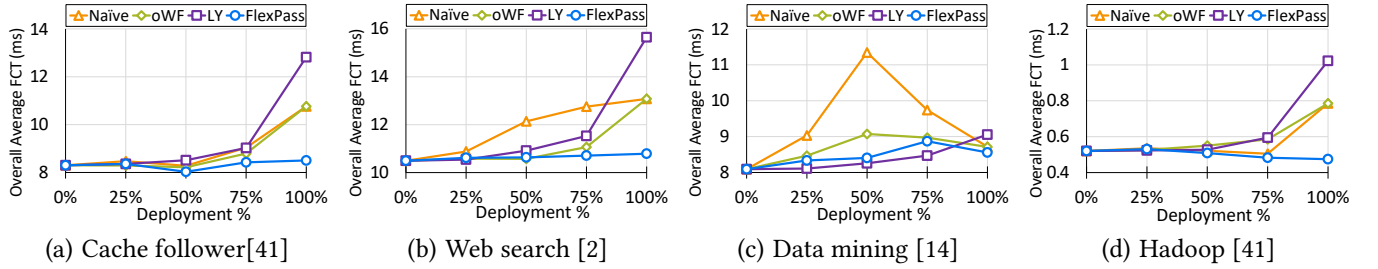 Naïve oWF LY FlexPass
Overall Average FCT (ms)
14
12
10
8
0% 25% 50% 75% 100%
Deployment %
(a) Cache follower[41]
Naïve oWF LY FlexPass
Overall Average FCT (ms)
16
14
12
10
0% 25% 50% 75% 100%
Deployment %
(b) Web search [2]
Naïve oWF LY FlexPass
Overall Average FCT (ms)
12
11
10
9
8
0% 25% 50% 75% 100%
Deployment %
(c) Data mining [14]
Naïve oWF LY FlexPass
Overall Average FCT (ms)
1.2
1
0.8
0.6
0.4
0% 25% 50% 75% 100%
Deployment %
(d) Hadoop [41]